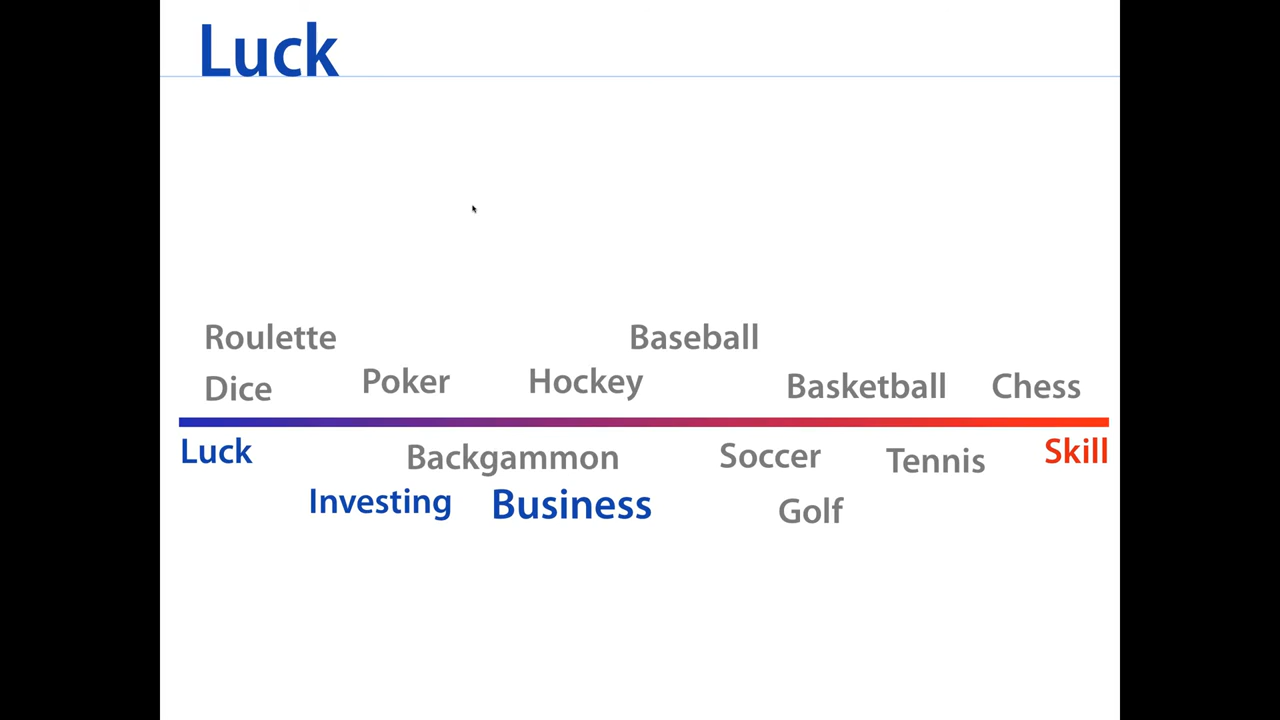 Luck
Roulette
Baseball
Dice
Poker
Hockey
Basketball
Chess
Luck
Backgammon
Soccer
Tennis
Skill
Investing
Business
Golf